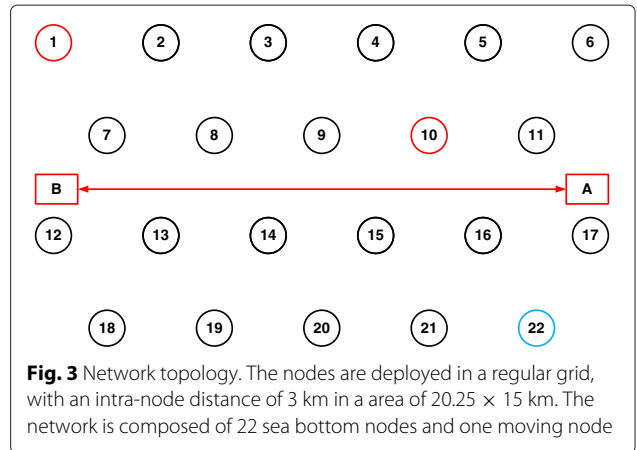 1 2 3 4 5 6
7 8 9 10 11
B A
12 13 14 15 16 17
18 19 20 21 22
Fig. 3 Network topology. The nodes are deployed in a regular grid,
with an intra-node distance of 3 km in a area of 20.25 × 15 km. The
network is composed of 22 sea bottom nodes and one moving node